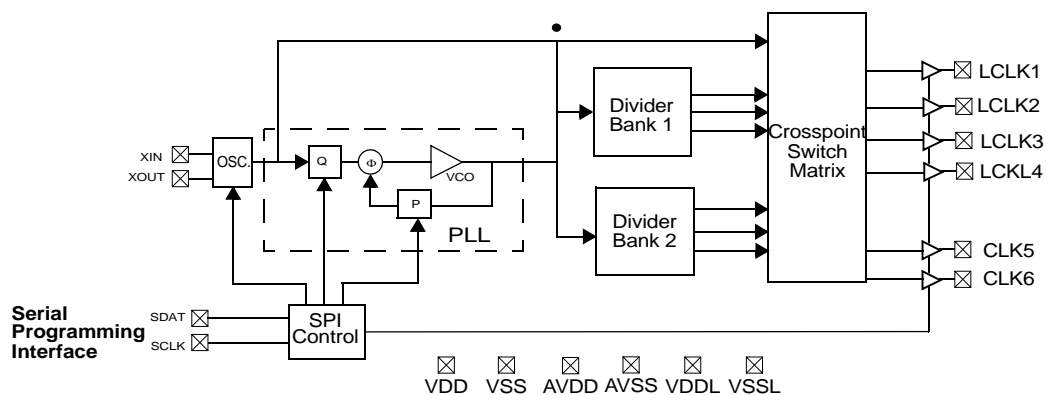 LCLK1
LCLK2
LCLK3
LCKL4
CLK5
CLK6
Divider
Bank 1
Crosspoint
Switch
Matrix
Divider
Bank 2
XIN
XOUT
OSC.
Q
Φ
VCO
P
PLL
Serial
Programming
Interface
SDAT
SCLK
SPI
Control
VDD
VSS
AVDD
AVSS
VDDL
VSSL